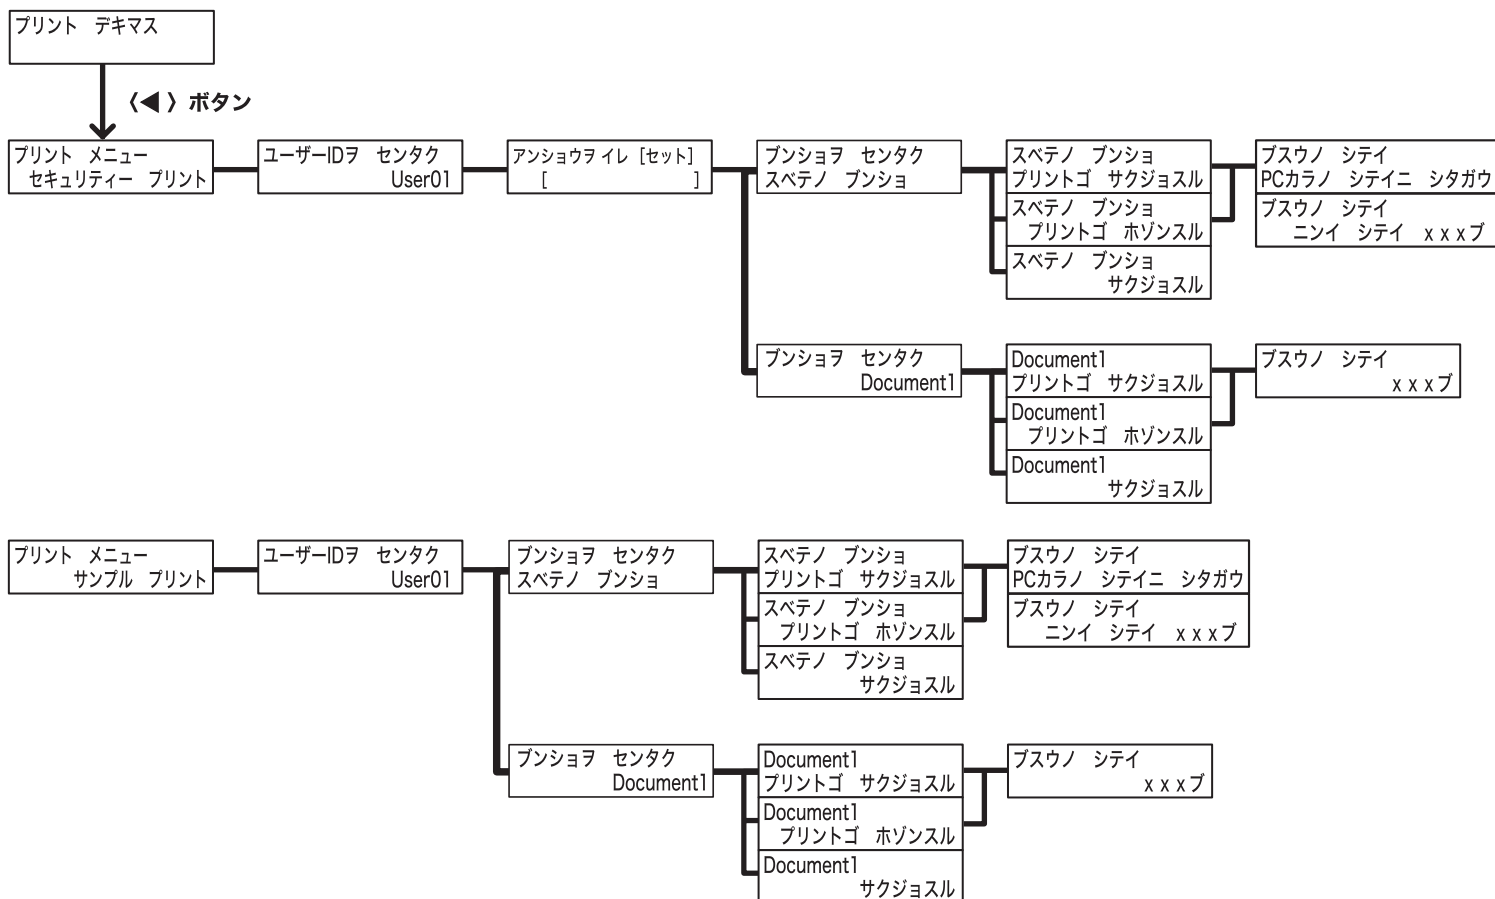 プリント デキマス
〈◀〉ボタン
プリント メニュー
セキュリティー プリント
ユーザーIDヲ センタク
User01
アンショウヲ イレ [セット]
[ ]
ブンショヲ センタク
スベテノ ブンショ
スベテノ ブンショ
プリントゴ サクジョスル
スベテノ ブンショ
プリントゴ ホゾンスル
スベテノ ブンショ
サクジョスル
ブスウノ シテイ
PCカラノ シテイニ シタガウ
ブスウノ シテイ
ニンイ シテイ x x x ブ
ブンショヲ センタク
Document1
Document1
プリントゴ サクジョスル
Document1
プリントゴ ホゾンスル
Document1
サクジョスル
ブスウノ シテイ
x x x ブ
プリント メニュー
サンプル プリント
ユーザーIDヲ センタク
User01
ブンショヲ センタク
スベテノ ブンショ
スベテノ ブンショ
プリントゴ サクジョスル
スベテノ ブンショ
プリントゴ ホゾンスル
スベテノ ブンショ
サクジョスル
ブスウノ シテイ
PCカラノ シテイニ シタガウ
ブスウノ シテイ
ニンイ シテイ x x x ブ
ブンショヲ センタク
Document1
Document1
プリントゴ サクジョスル
Document1
プリントゴ ホゾンスル
Document1
サクジョスル
ブスウノ シテイ
x x x ブ